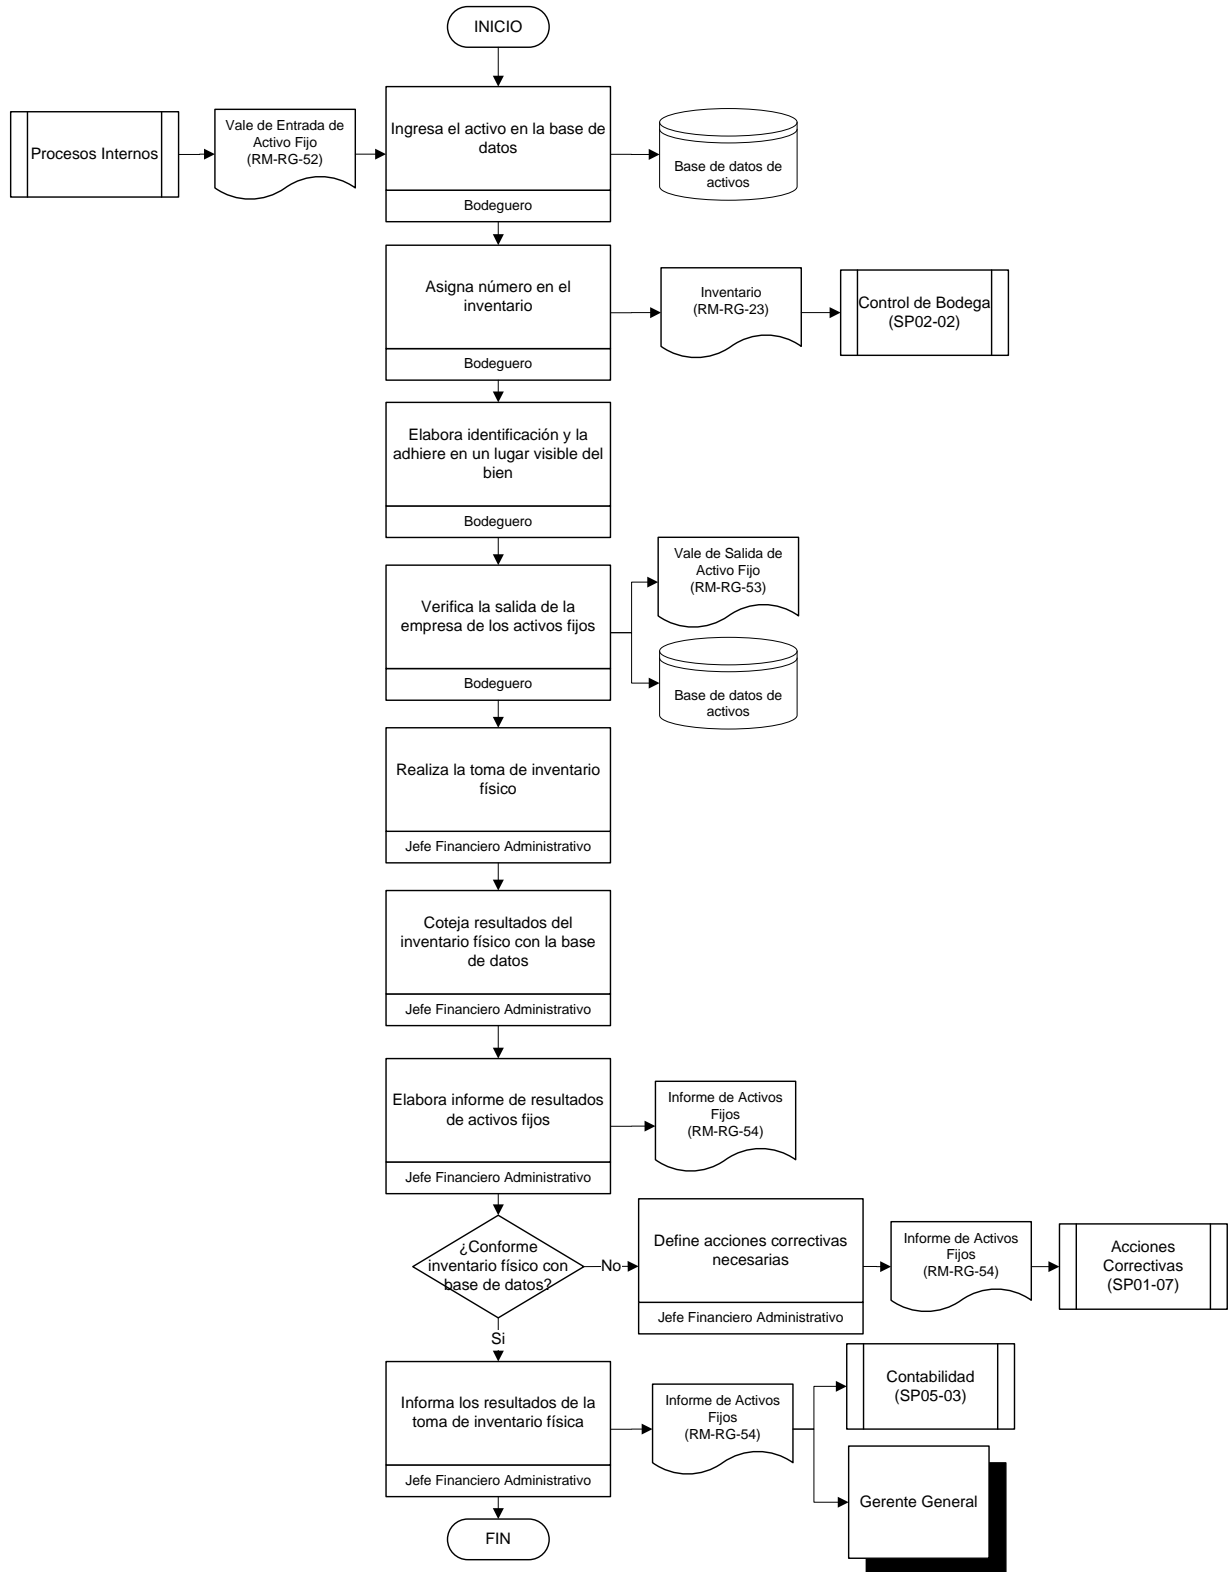 INICIO
Procesos Internos
Vale de Entrada de
Activo Fijo
(RM-RG-52)
Ingresa el activo en la base de
datos
Bodeguero
Base de datos de
activos
Asigna número en el
inventario
Bodeguero
Inventario
(RM-RG-23)
Control de Bodega
(SP02-02)
Elabora identificación y la
adhiere en un lugar visible del
bien
Bodeguero
Verifica la salida de la
empresa de los activos fijos
Bodeguero
Vale de Salida de
Activo Fijo
(RM-RG-53)
Base de datos de
activos
Realiza la toma de inventario
físico
Jefe Financiero Administrativo
Coteja resultados del
inventario físico con la base
de datos
Jefe Financiero Administrativo
Elabora informe de resultados
de activos fijos
Jefe Financiero Administrativo
Informe de Activos
Fijos
(RM-RG-54)
¿Conforme
inventario físico con
base de datos?
No
Define acciones correctivas
necesarias
Jefe Financiero Administrativo
Informe de Activos
Fijos
(RM-RG-54)
Acciones
Correctivas
(SP01-07)
Si
Informa los resultados de la
toma de inventario física
Jefe Financiero Administrativo
Informe de Activos
Fijos
(RM-RG-54)
Contabilidad
(SP05-03)
Gerente General
FIN